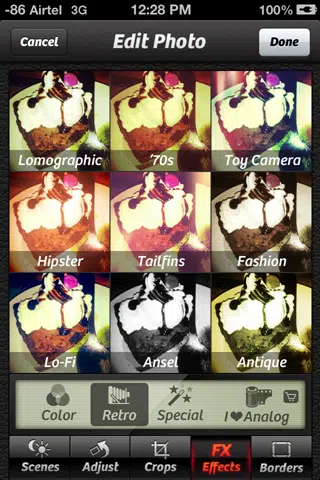 -86 Airtel 3G 12:28 PM 100%
Cancel Edit Photo Done
Lomographic '70s Toy Camera
Hipster Tailfins Fashion
Lo-Fi Ansel Antique
Color Retro Special I ♥ Analog
FX
Scenes Adjust Crops Effects Borders